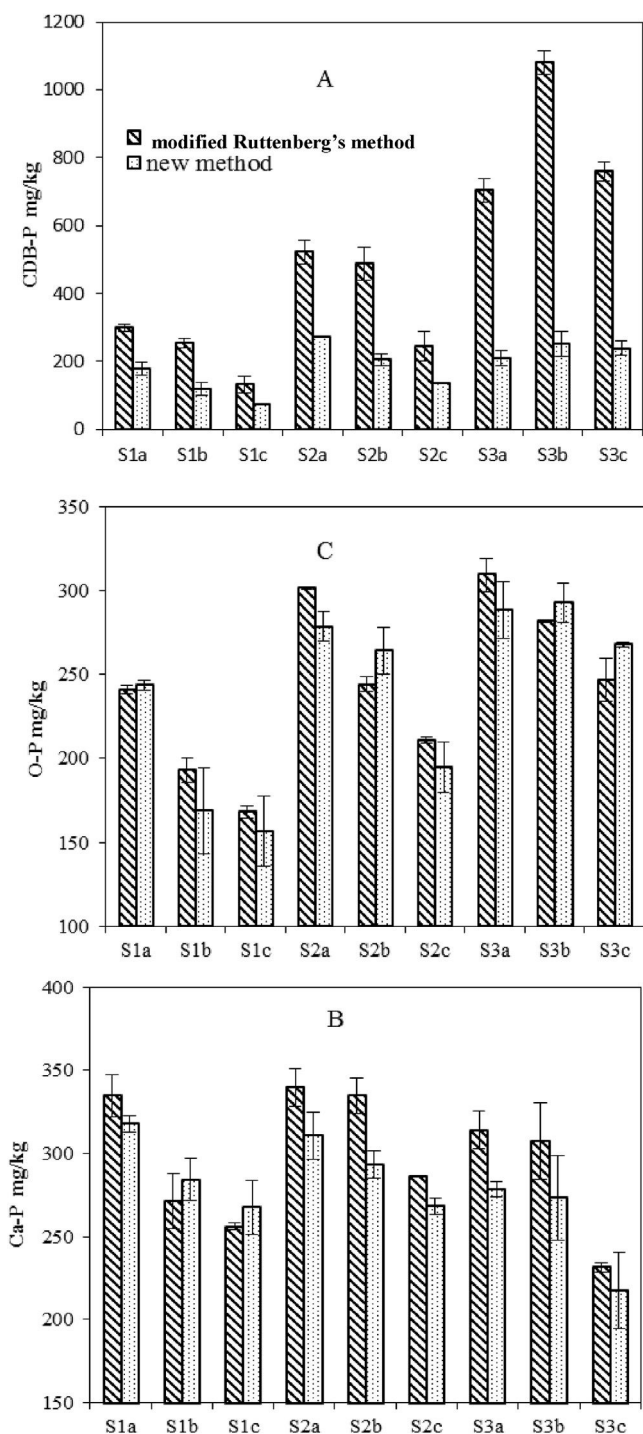 1200
A
1000
modified Ruttenberg's method
new method
800
600
400
200
0
CDB-P mg/kg
S1a S1b S1c S2a S2b S2c S3a S3b S3c
350
C
300
250
200
150
100
O-P mg/kg
S1a S1b S1c S2a S2b S2c S3a S3b S3c
400
B
350
300
250
200
150
Ca-P mg/kg
S1a S1b S1c S2a S2b S2c S3a S3b S3c